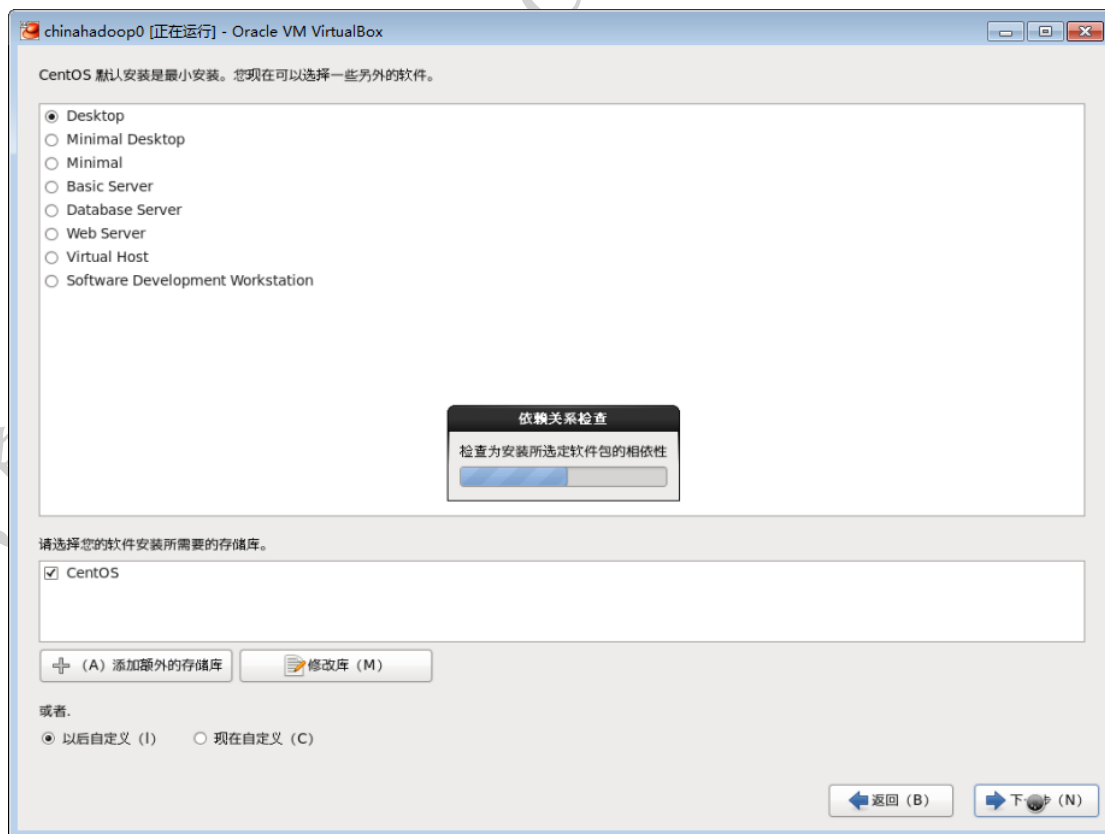 chinahadoop0 [正在运行] - Oracle VM VirtualBox
CentOS 默认安装是最小安装。您现在可以选择一些另外的软件。
Desktop
Minimal Desktop
Minimal
Basic Server
Database Server
Web Server
Virtual Host
Software Development Workstation
依赖关系检查
检查为安装所选定软件包的相依性
请选择您的软件安装所需要的存储库。
CentOS
(A) 添加额外的存储库 修改库 (M)
或者.
以后自定义 (l) 现在自定义 (C)
返回 (B) 下 (N)